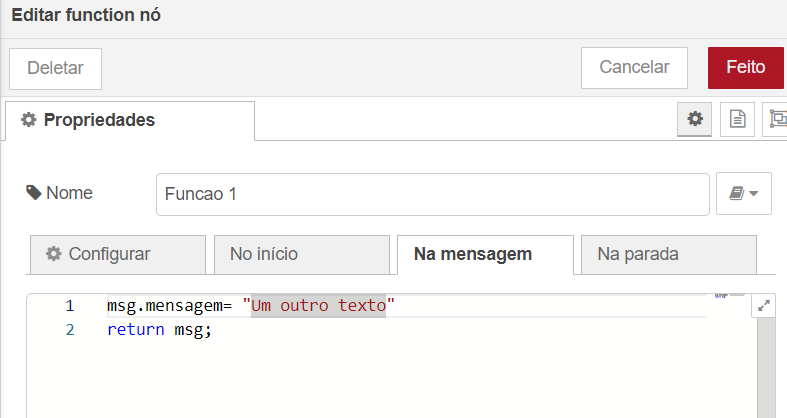 Editar function nó
Deletar
Cancelar
Feito
Propriedades
Nome
Funcao 1
Configurar
No início
Na mensagem
Na parada
1 msg.mensagem= "Um outro texto"
2 return msg;